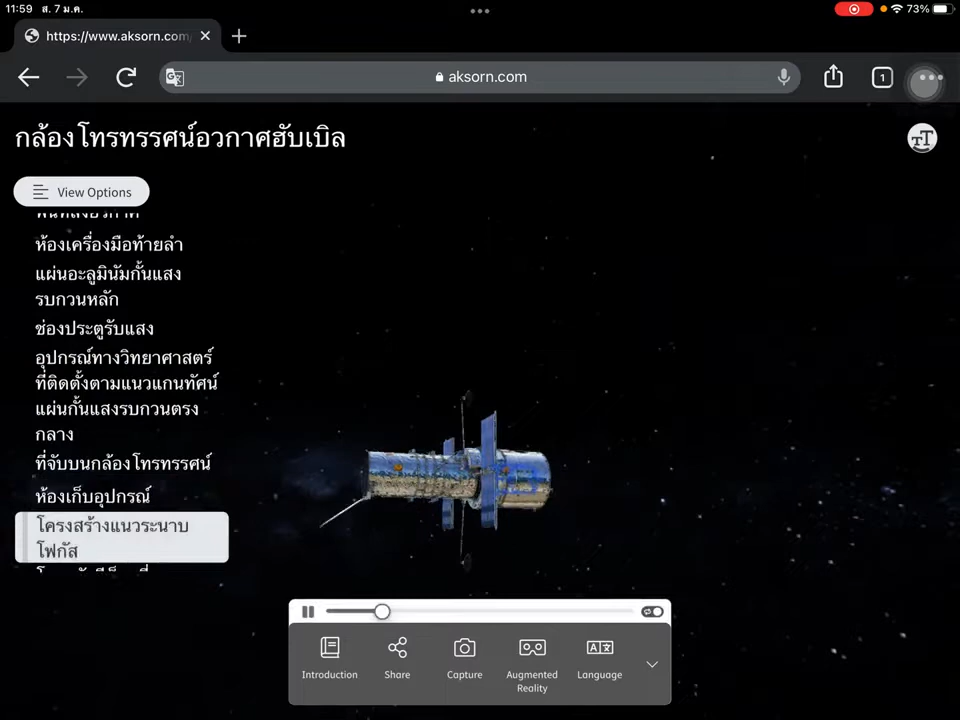 11:59 ส. 7 ม.ค.
73%
https://www.aksorn.com/
aksorn.com
1
กล้องโทรทรรศน์อวกาศฮับเบิล
TT
View Options
ห้องเครื่องมือท้ายลำ
แผ่นอะลูมินัมกั้นแสง
รบกวนหลัก
ช่องประตูรับแสง
อุปกรณ์ทางวิทยาศาสตร์
ที่ติดตั้งตามแนวแกนทัศน์
แผ่นกั้นแสงรบกวนตรง
กลาง
ที่จับบนกล้องโทรทรรศน์
ห้องเก็บอุปกรณ์
โครงสร้างแนวระนาบ
โฟกัส
Introduction
Share
Capture
Augmented
Reality
Language